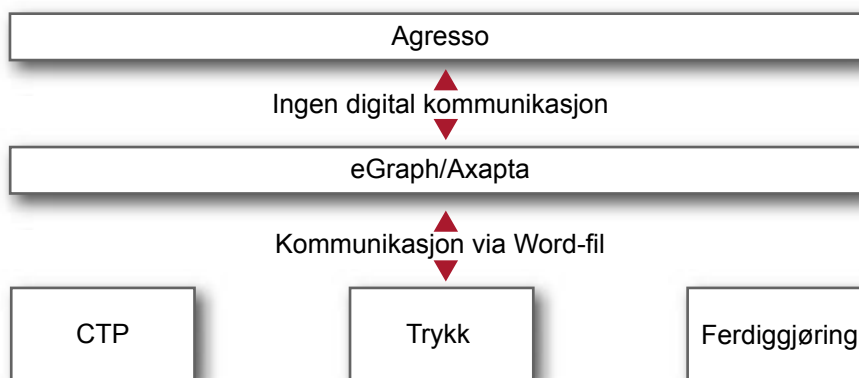 Agresso
Ingen digital kommunikasjon
eGraph/Axapta
Kommunikasjon via Word-fil
CTP
Trykk
Ferdiggjøring